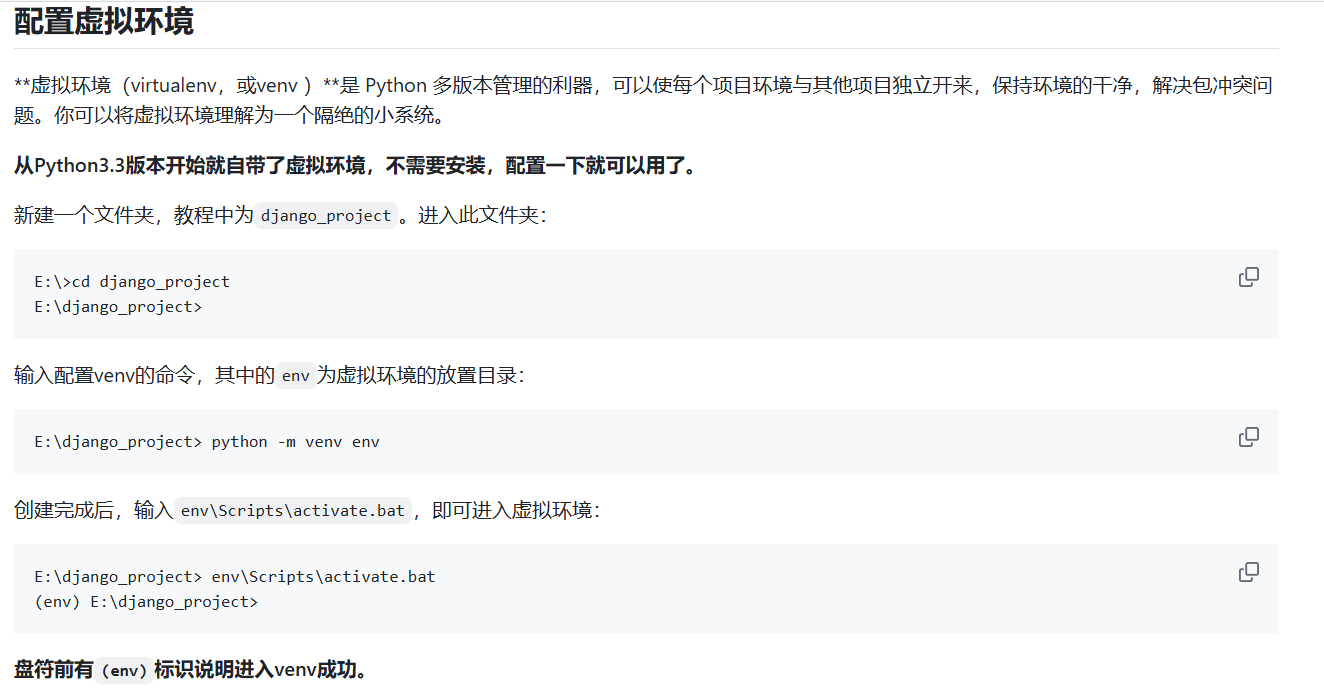 配置虚拟环境
**虚拟环境（virtualenv，或venv ）**是 Python 多版本管理的利器，可以使每个项目环境与其他项目独立开来，保持环境的干净，解决包冲突问
题。你可以将虚拟环境理解为一个隔绝的小系统。
从Python3.3版本开始就自带了虚拟环境，不需要安装，配置一下就可以用了。
新建一个文件夹，教程中为 django_project 。进入此文件夹：
E:\>cd django_project
E:\django_project>
输入配置venv的命令，其中的 env 为虚拟环境的放置目录：
E:\django_project> python -m venv env
创建完成后，输入 env\Scripts\activate.bat ，即可进入虚拟环境：
E:\django_project> env\Scripts\activate.bat
(env) E:\django_project>
盘符前有 (env) 标识说明进入venv成功。